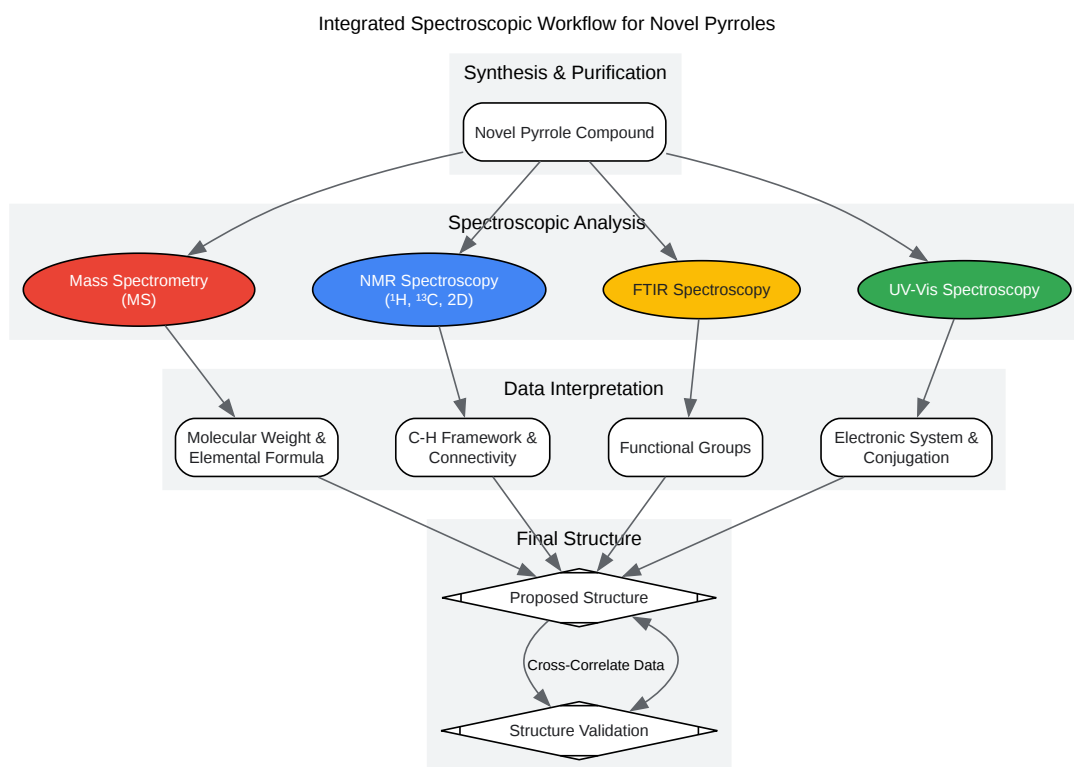 Integrated Spectroscopic Workflow for Novel Pyrroles
Synthesis & Purification
Novel Pyrrole Compound
Spectroscopic Analysis
Mass Spectrometry
(MS)
NMR Spectroscopy
(¹H, ¹³C, 2D)
FTIR Spectroscopy
UV-Vis Spectroscopy
Data Interpretation
Molecular Weight &
Elemental Formula
C-H Framework &
Connectivity
Functional Groups
Electronic System &
Conjugation
Final Structure
Proposed Structure
Cross-Correlate Data
Structure Validation